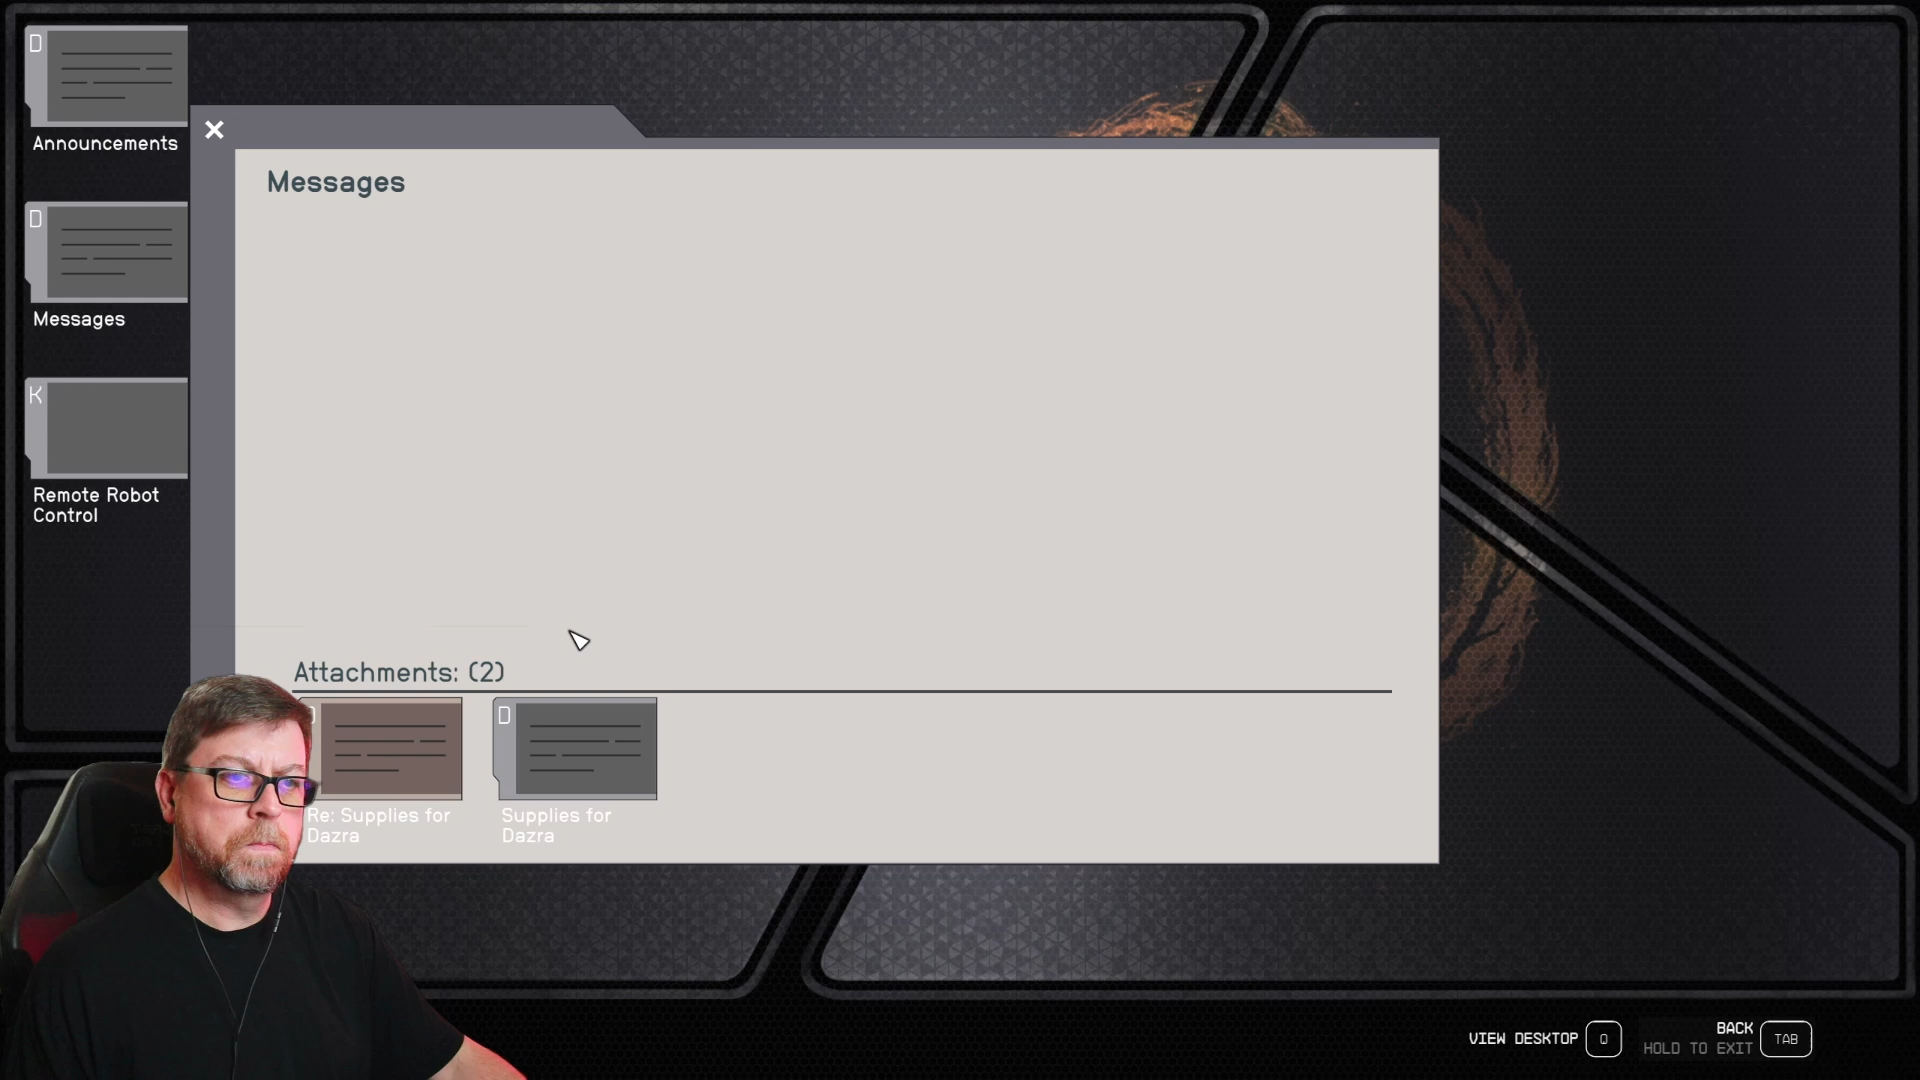 D
Announcements
D
Messages
K
Remote Robot
Control
Messages
Attachments: (2)
Re: Supplies for
Dazra
D
Supplies for
Dazra
VIEW DESKTOP
Q
BACK
HOLD TO EXIT
TAB